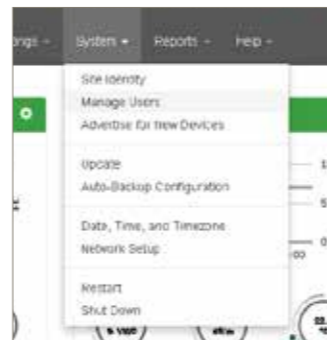 System
Reports
Help
Site Identity
Manage Users
Advertise for New Devices
Update
Auto-Backup Configuration
Date, Time, and Timezone
Network Setup
Restart
Shut Down